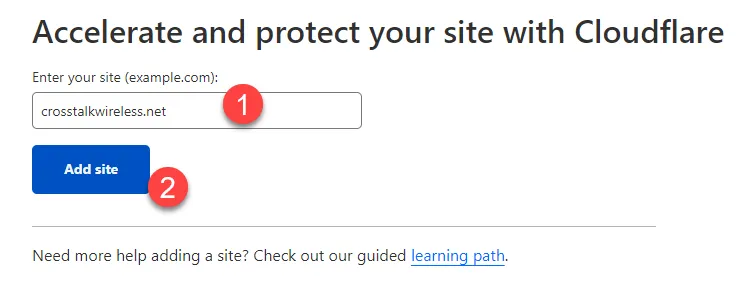 Accelerate and protect your site with Cloudflare
Enter your site (example.com):
crosstalkwireless.net
1
Add site
2
Need more help adding a site? Check out our guided learning path.